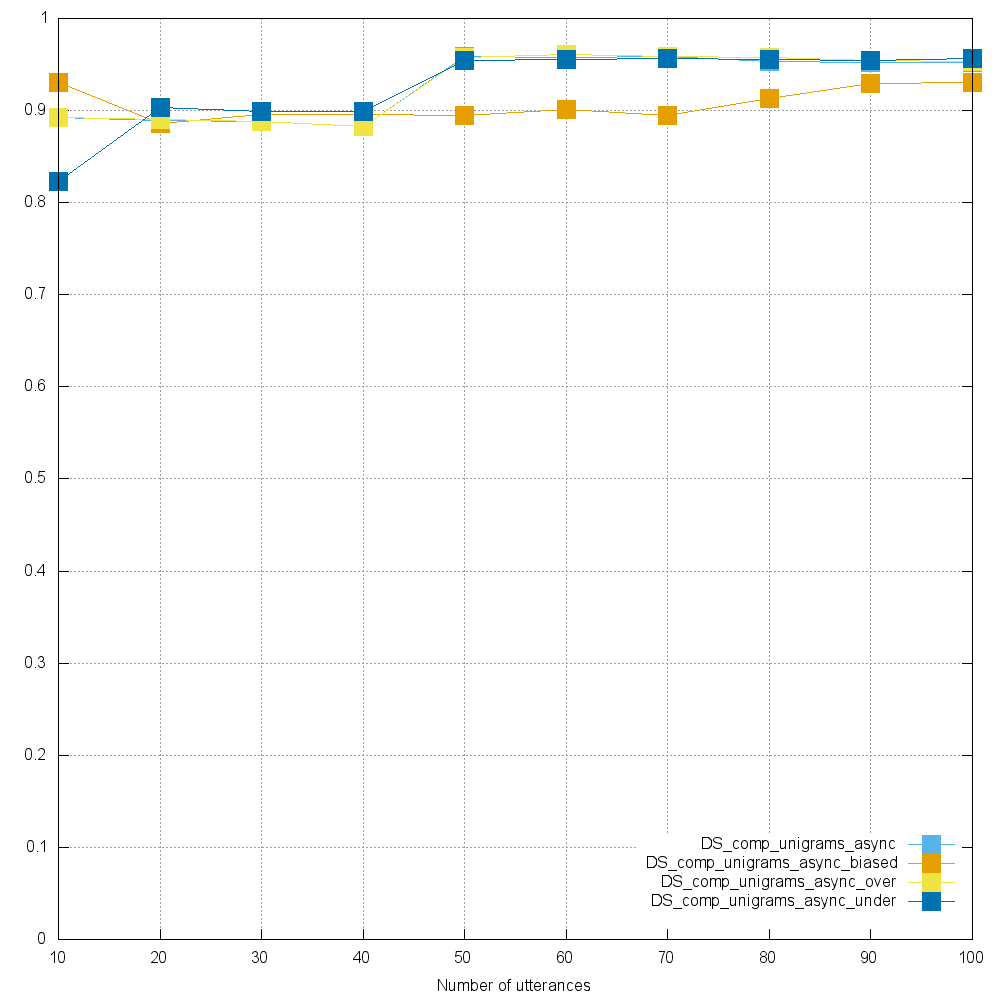 1
0.9
0.8
0.7
0.6
0.5
0.4
0.3
0.2
0.1
0
DS_comp_unigrams_async
DS_comp_unigrams_async_biased
DS_comp_unigrams_async_over
DS_comp_unigrams_async_under
10 20 30 40 50 60 70 80 90 100
Number of utterances